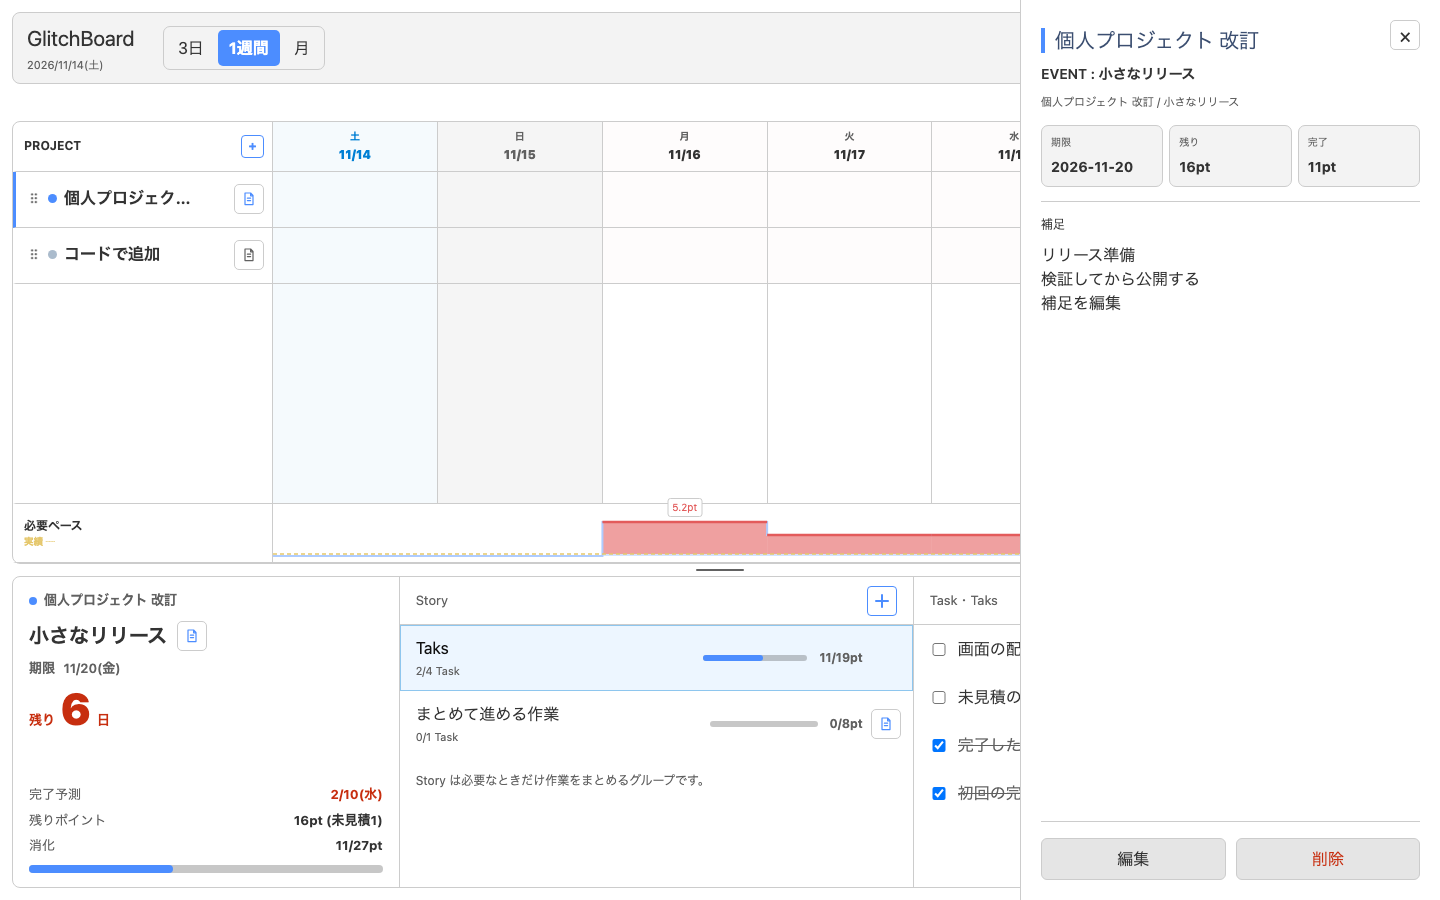 GlitchBoard
2026/11/14(土)
3日 1週間 月
PROJECT
+
土
11/14
日
11/15
月
11/16
火
11/17
水
個人プロジェク...
コードで追加
必要ペース
実績 —
5.2pt
個人プロジェクト 改訂
小さなリリース
期限 11/20(金)
残り 6 日
完了予測 2/10(水)
残りポイント 16pt (未見積1)
消化 11/27pt
Story
+
Taks
2/4 Task
11/19pt
まとめて進める作業
0/1 Task
0/8pt
Story は必要なときだけ作業をまとめるグループです。
Task・Taks
画面の配
未見積の
完了した
初回の完
個人プロジェクト 改訂
×
EVENT : 小さなリリース
個人プロジェクト 改訂 / 小さなリリース
期限
2026-11-20
残り
16pt
完了
11pt
補足
リリース準備
検証してから公開する
補足を編集
編集
削除